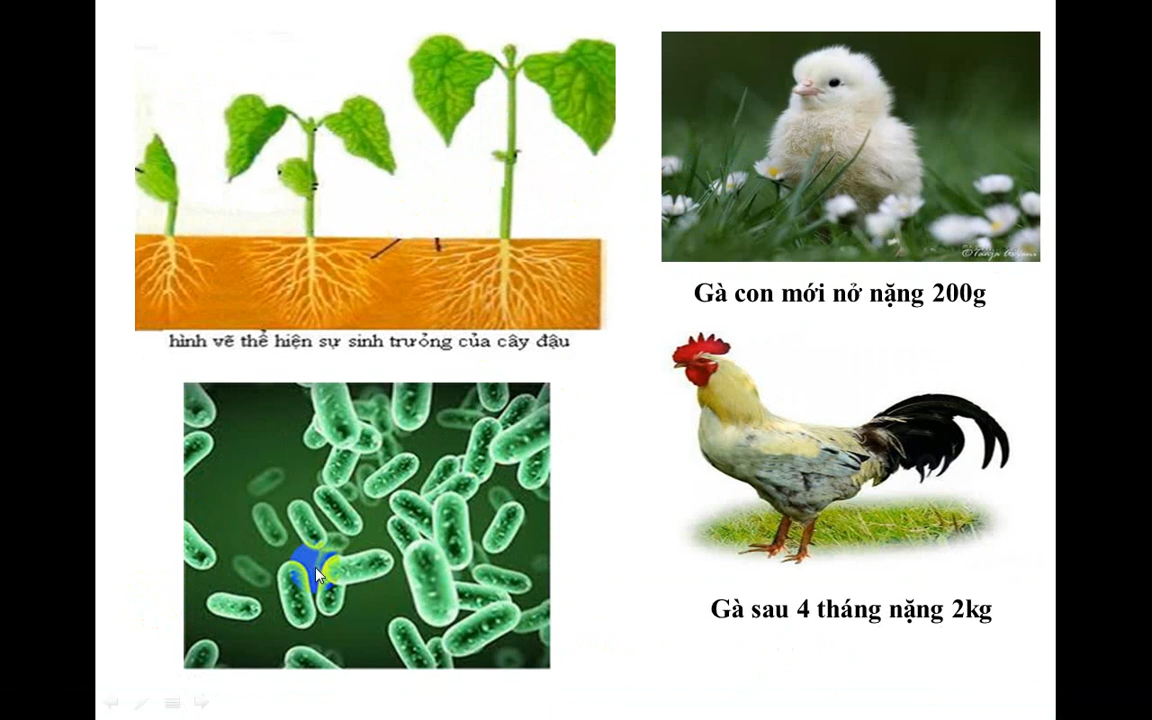 hình vẽ thể hiện sự sinh trưởng của cây đậu
Gà con mới nở nặng 200g
Gà sau 4 tháng nặng 2kg